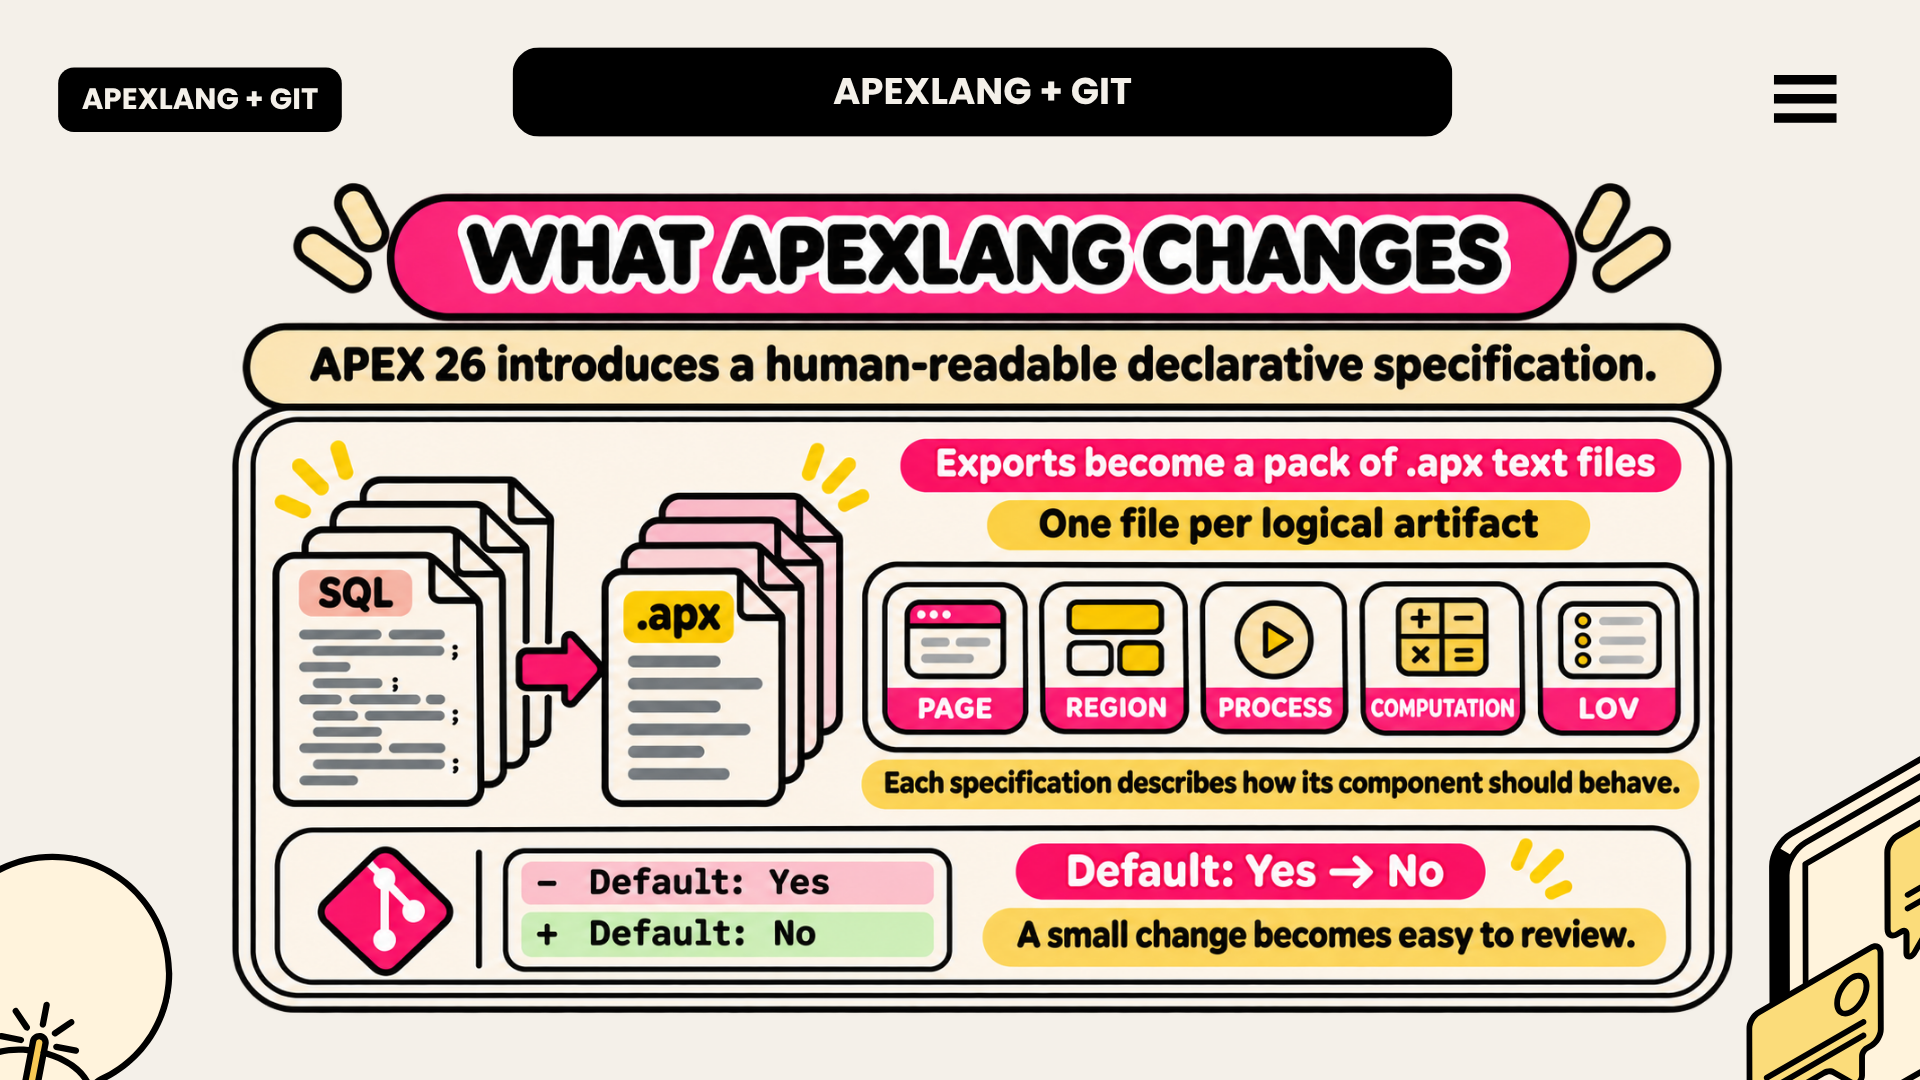 APEXLANG + GIT
APEXLANG + GIT
WHAT APEXLANG CHANGES
APEX 26 introduces a human-readable declarative specification.
SQL
;
;
;
;
.apx
Exports become a pack of .apx text files
One file per logical artifact
PAGE
REGION
PROCESS
COMPUTATION
LOV
Each specification describes how its component should behave.
- Default: Yes
+ Default: No
Default: Yes → No
A small change becomes easy to review.